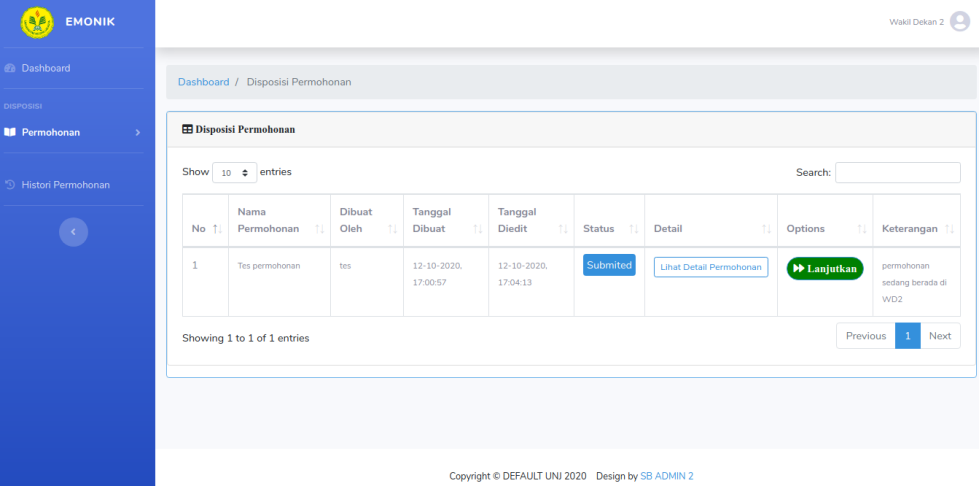 EMONIK
Wakil Dekan 2
Dashboard
DISPOSISI
Permohonan
Histori Permohonan
Dashboard / Disposisi Permohonan
Disposisi Permohonan
Show 10 entries
Search:
No
Nama Permohonan
Dibuat Oleh
Tanggal Dibuat
Tanggal Diedit
Status
Detail
Options
Keterangan
1
Tes permohonan
tes
12-10-2020,
17:00:57
12-10-2020,
17:04:13
Submited
Lihat Detail Permohonan
Lanjutkan
permohonan
sedang berada di
WD2
Showing 1 to 1 of 1 entries
Previous 1 Next
Copyright © DEFAULT UNJ 2020 Design by SB ADMIN 2